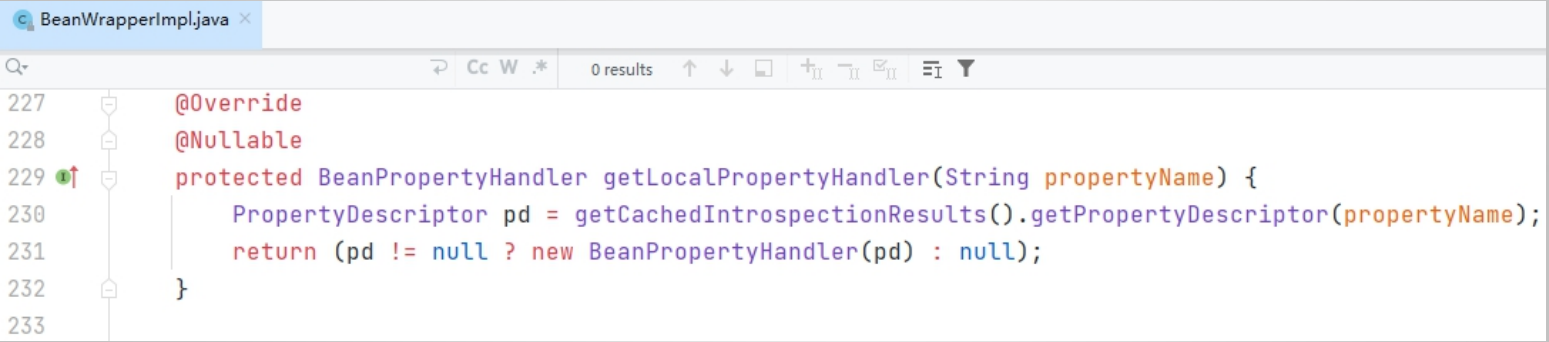 BeanWrapperImpl.java
Cc W .* 0 results
227 @Override
228 @Nullable
229 protected BeanPropertyHandler getLocalPropertyHandler(String propertyName) {
230 PropertyDescriptor pd = getCachedIntrospectionResults().getPropertyDescriptor(propertyName);
231 return (pd != null ? new BeanPropertyHandler(pd) : null);
232 }
233